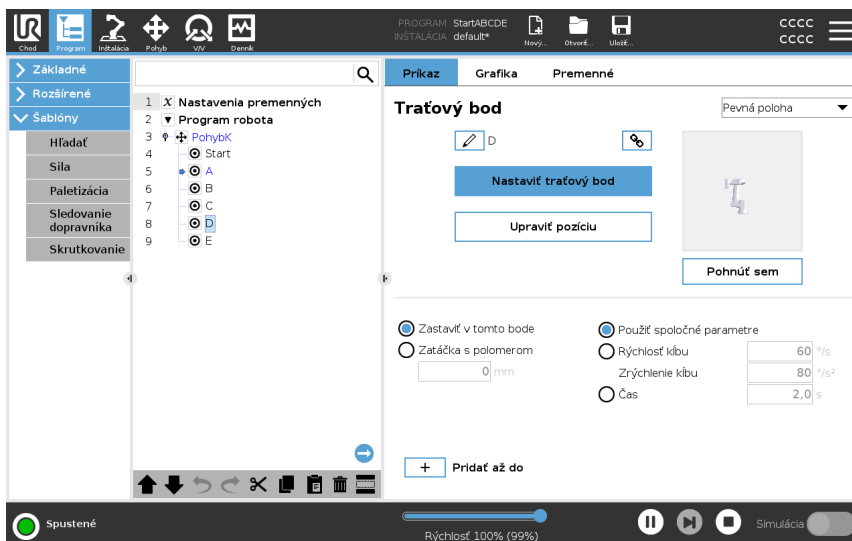 UR
PROGRAM StartABCDE
INŠTALÁCIA default*
Chod
Program
Inštalácia
Pohyb
V/V
Denník
Nový...
Otvoriť...
Uložiť...
CCCC
CCCC
Základné
Rozšírené
Šablóny
Hľadať
Sila
Paletizácia
Sledovanie
dopravníka
Skrutkovanie
1 X Nastavenia premenných
2 Program robota
3 PohybK
4 Start
5 A
6 B
7 C
8 D
9 E
Príkaz Grafika Premenné
Traťový bod
Pevná poloha
D
Nastaviť traťový bod
Upraviť pozíciu
Pohnúť sem
Zastaviť v tomto bode
Zatáčka s polomerom
0 mm
Použiť spoločné parametre
Rýchlosť kĺbu 60 °/s
Zrýchlenie kĺbu 80 °/s²
Čas 2,0 s
+ Pridať až do
Spustené
Rýchlosť 100% (99%)
Simulácia